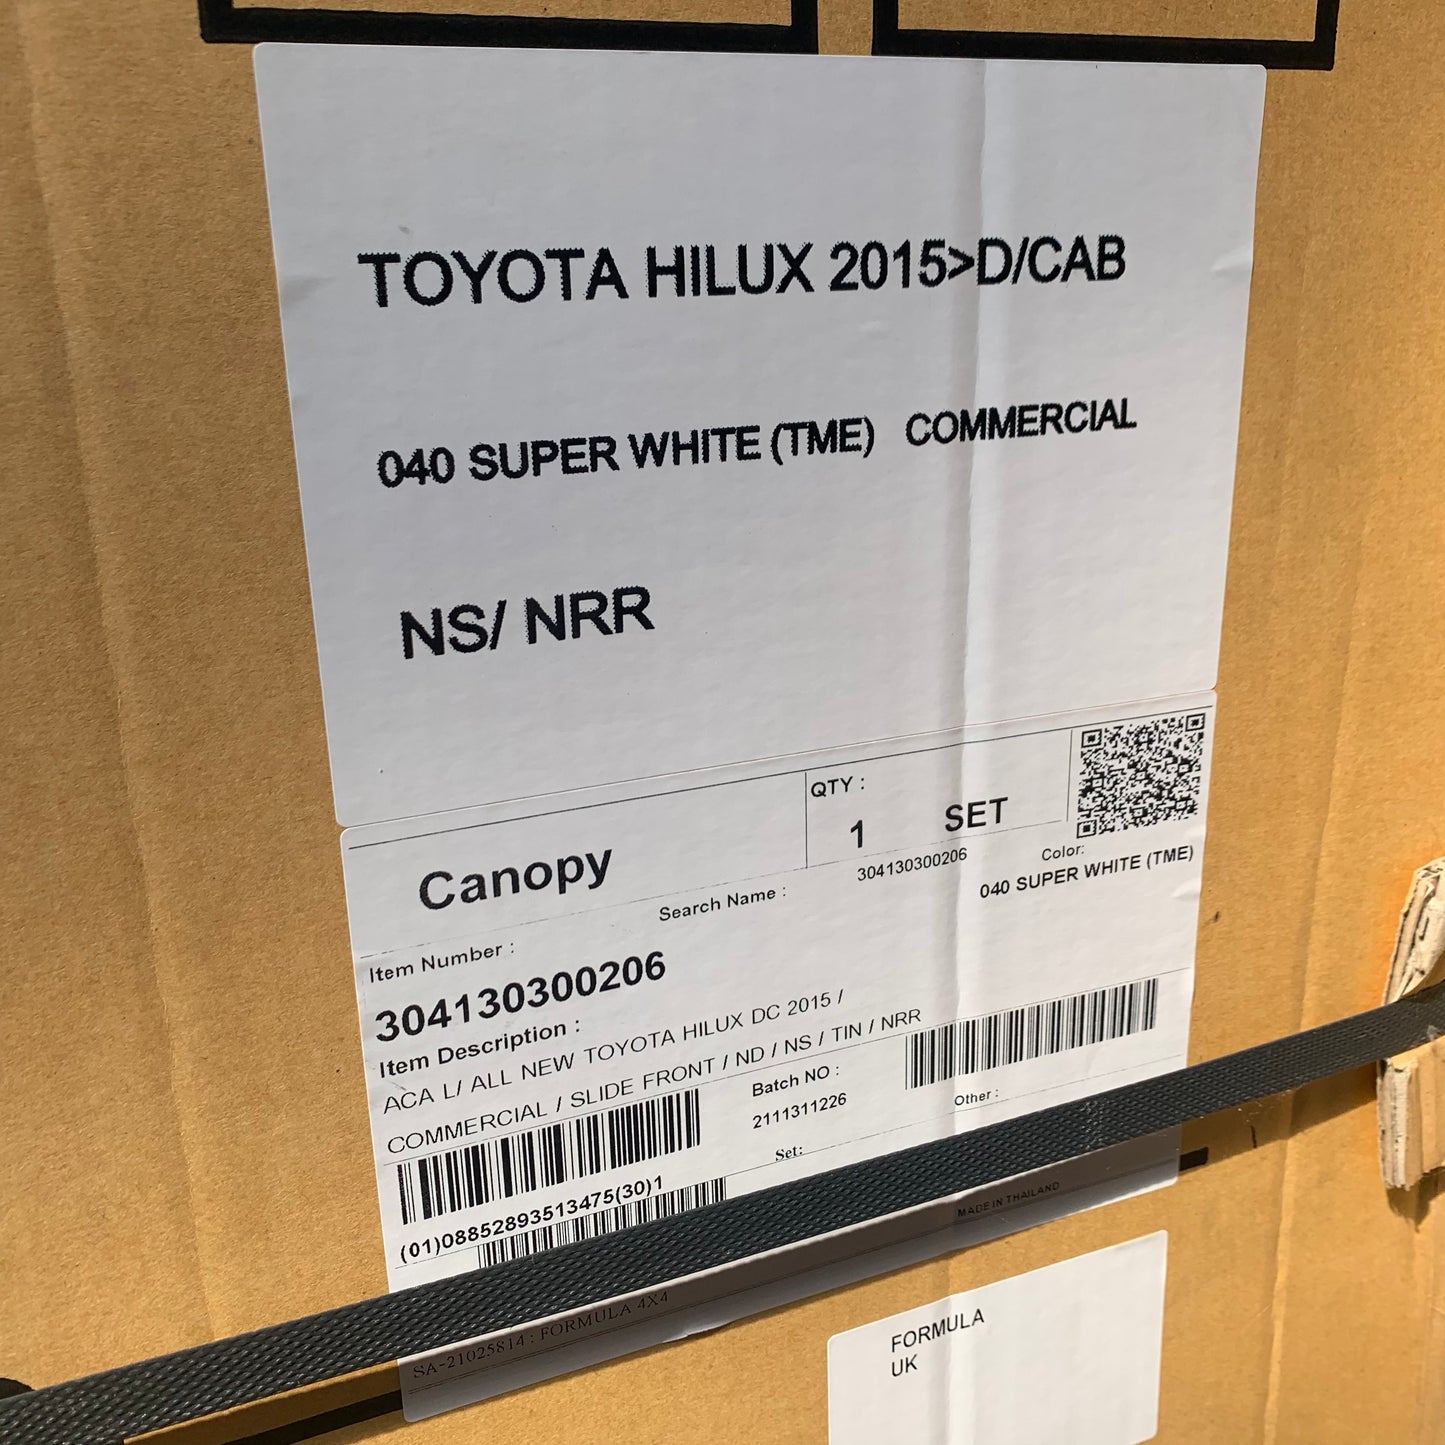 TOYOTA HILUX 2015>D/CAB
040 SUPER WHITE (TME) COMMERCIAL
NS/ NRR
Canopy
QTY :
1 SET
Search Name :
304130300206
Color:
040 SUPER WHITE (TME)
Item Number :
304130300206
Item Description :
ACA L/ ALL NEW TOYOTA HILUX DC 2015 /
COMMERCIAL / SLIDE FRONT / ND / NS / TIN / NRR
Batch NO :
2111311226
Other :
Set:
(01)08852893513475(30)1
MADE IN THAILAND
SA-21025814 : FORMULA 4X4
FORMULA
UK